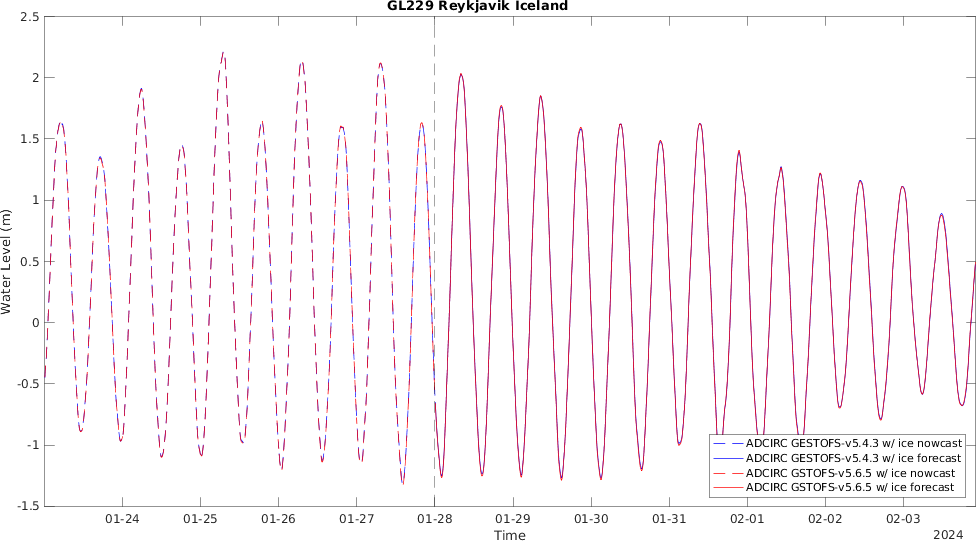 GL229 Reykjavik Iceland
2.5
2
1.5
1
0.5
0
-0.5
-1
-1.5
Water Level (m)
ADCIRC GESTOFS-v5.4.3 w/ ice nowcast
ADCIRC GESTOFS-v5.4.3 w/ ice forecast
ADCIRC GSTOFS-v5.6.5 w/ ice nowcast
ADCIRC GSTOFS-v5.6.5 w/ ice forecast
01-24 01-25 01-26 01-27 01-28 01-29 01-30 01-31 02-01 02-02 02-03
Time
2024